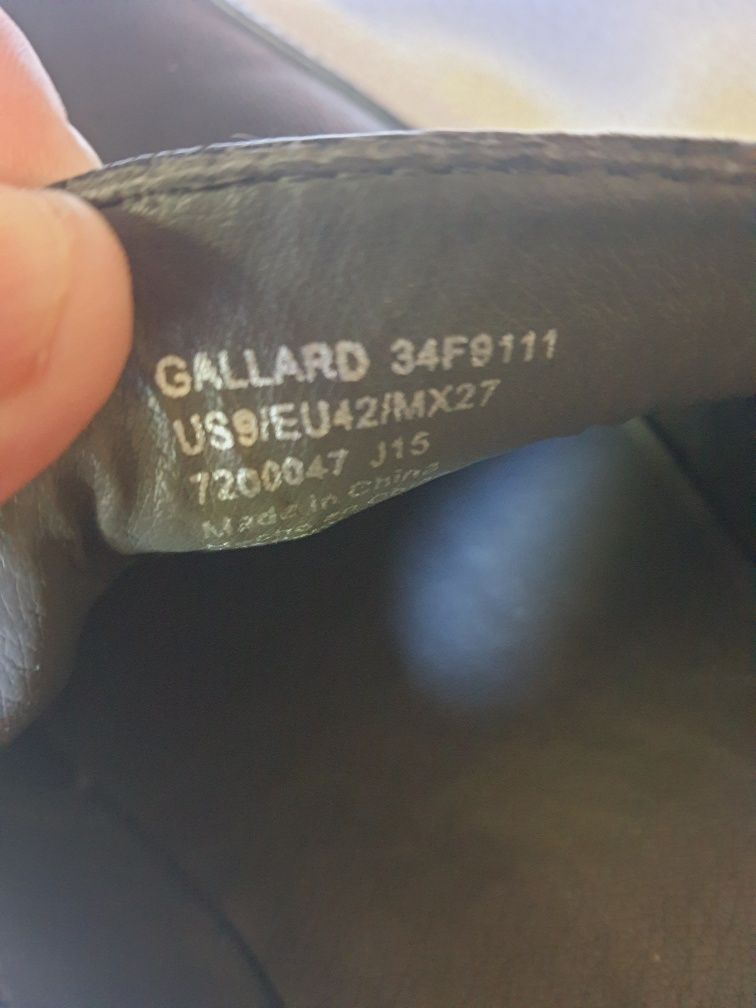 GALLARD 34F9111
US9/EU42/MX27
7200047 J15
Made in China